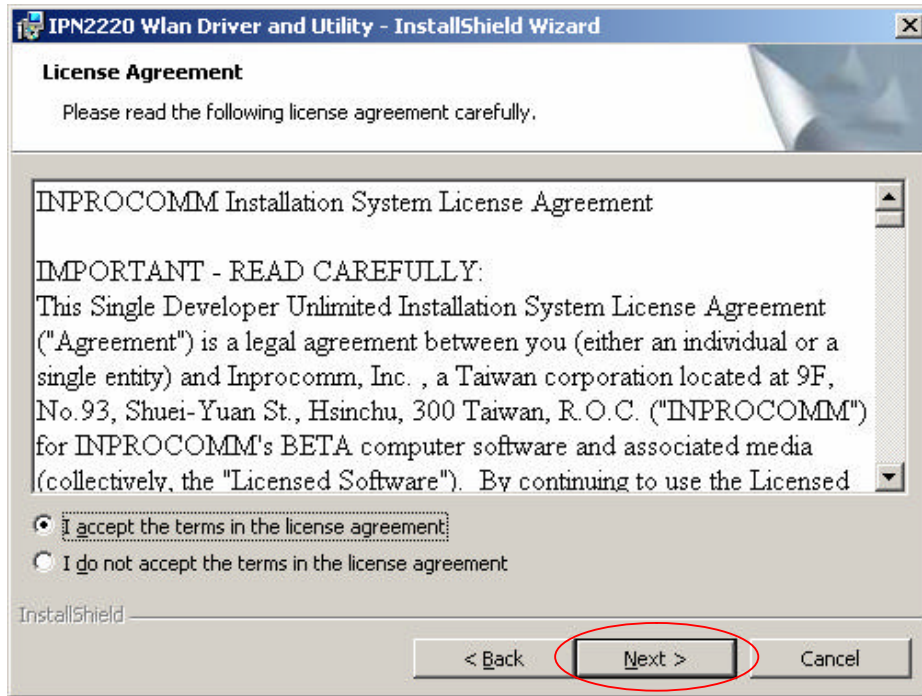 IPN2220 Wlan Driver and Utility - InstallShield Wizard
License Agreement
Please read the following license agreement carefully.
INPROCOMM Installation System License Agreement
IMPORTANT - READ CAREFULLY:
This Single Developer Unlimited Installation System License Agreement
("Agreement") is a legal agreement between you (either an individual or a
single entity) and Inprocomm, Inc. , a Taiwan corporation located at 9F,
No.93, Shuei-Yuan St., Hsinchu, 300 Taiwan, R.O.C. ("INPROCOMM")
for INPROCOMM's BETA computer software and associated media
(collectively, the "Licensed Software"). By continuing to use the Licensed
I accept the terms in the license agreement
I do not accept the terms in the license agreement
InstallShield
< Back Next > Cancel